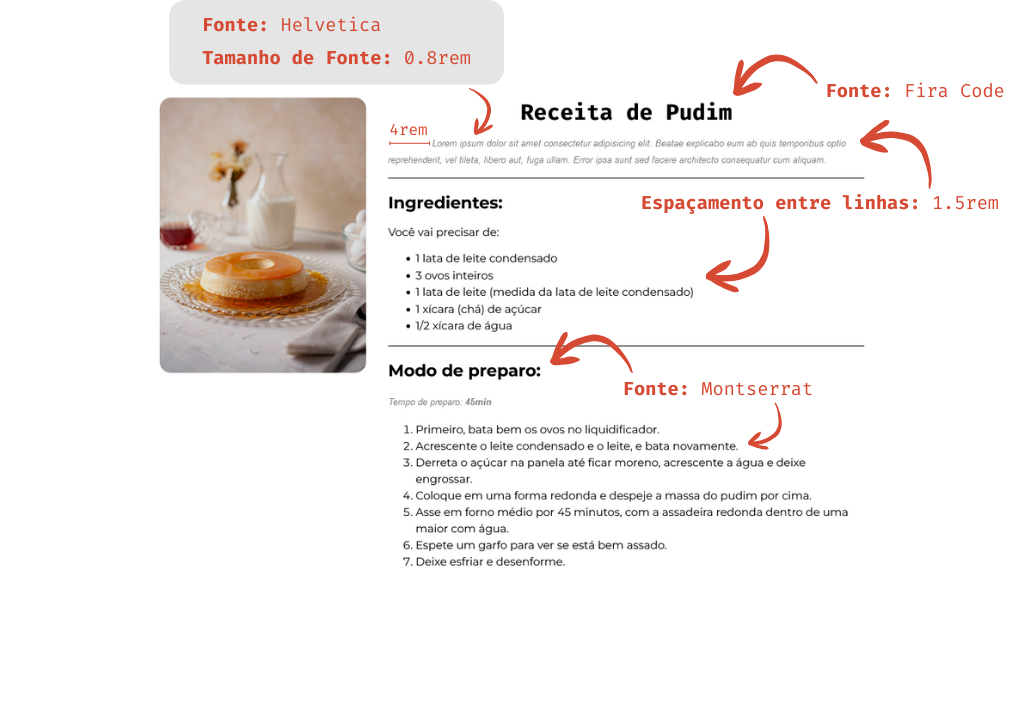 Fonte: Helvetica
Tamanho de Fonte: 0.8rem
Fonte: Fira Code
Receita de Pudim
4rem
Lorem ipsum dolor sit amet consectetur adipisicing elit. Beatae explicabo eum ab quis temporibus optio
reprehenderit, vel tileta, libero aut, fuga ullam. Error ipsa sunt sed facere architecto consequatur cum aliquam.
Espaçamento entre linhas: 1.5rem
Ingredientes:
Você vai precisar de:
• 1 lata de leite condensado
• 3 ovos inteiros
• 1 lata de leite (medida da lata de leite condensado)
• 1 xícara (chá) de açúcar
• 1/2 xícara de água
Modo de preparo:
Fonte: Montserrat
Tempo de preparo: 45min
1. Primeiro, bata bem os ovos no liquidificador.
2. Acrescente o leite condensado e o leite, e bata novamente.
3. Derreta o açúcar na panela até ficar moreno, acrescente a água e deixe
engrossar.
4. Coloque em uma forma redonda e despeje a massa do pudim por cima.
5. Asse em forno médio por 45 minutos, com a assadeira redonda dentro de uma
maior com água.
6. Espete um garfo para ver se está bem assado.
7. Deixe esfriar e desenforme.